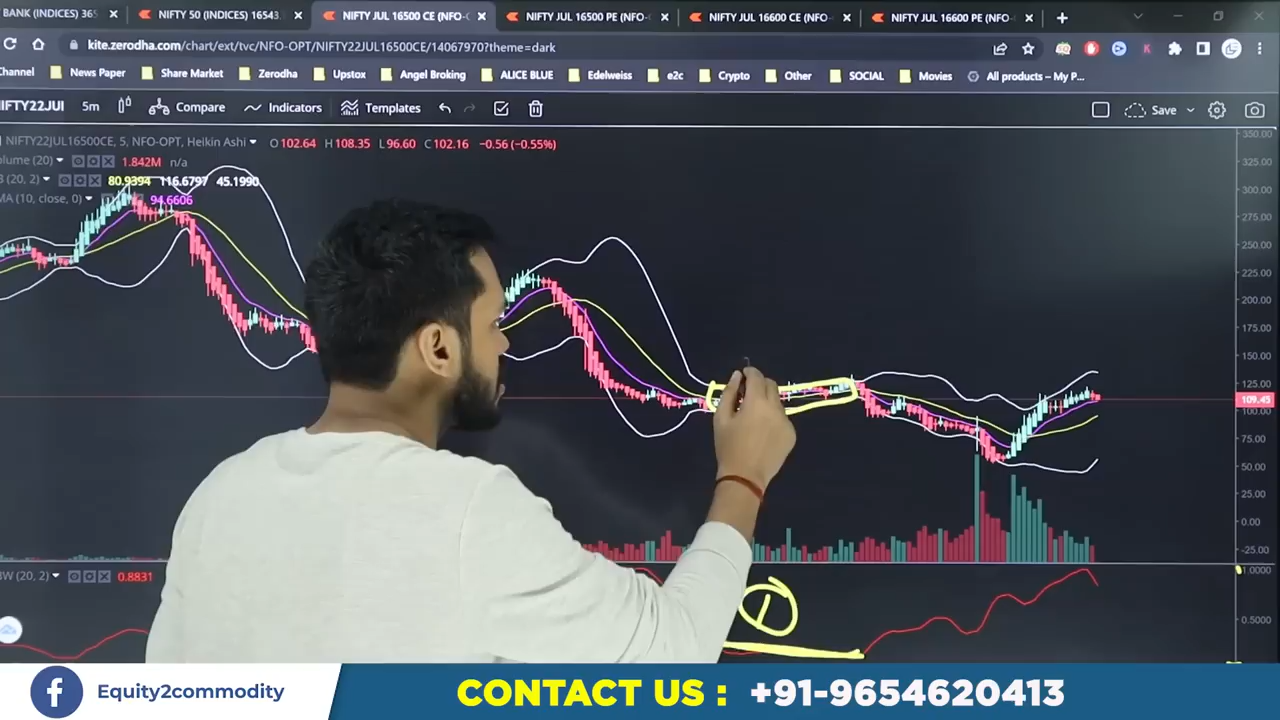 BANK (INDICES) 365
NIFTY 50 (INDICES) 16543.
NIFTY JUL 16500 CE (NFO-O
NIFTY JUL 16500 PE (NFO-
NIFTY JUL 16600 CE (NFO-
NIFTY JUL 16600 PE (NFO-
kite.zerodha.com/chart/ext/tvc/NFO-OPT/NIFTY22JUL16500CE/14067970?theme=dark
Channel
News Paper
Share Market
Zerodha
Upstox
Angel Broking
ALICE BLUE
Edelweiss
e2c
Crypto
Other
SOCIAL
Movies
All products – My P...
NIFTY22JUl
5m
Compare
Indicators
Templates
Save
NIFTY22JUL16500CE, 5, NFO-OPT, Heikin Ashi
O102.64 H108.35 L96.60 C102.16 −0.56 (−0.55%)
olume (20) 1.842M n/a
B (20, 2) 80.9394 116.6797 45.1990
MA (10, close, 0) 94.6606
350.00
325.00
300.00
275.00
250.00
225.00
200.00
175.00
150.00
125.00
109.45
100.00
75.00
50.00
25.00
0.00
-25.00
BW (20, 2) 0.8831
1.0000
0.5000
Equity2commodity
CONTACT US : +91-9654620413